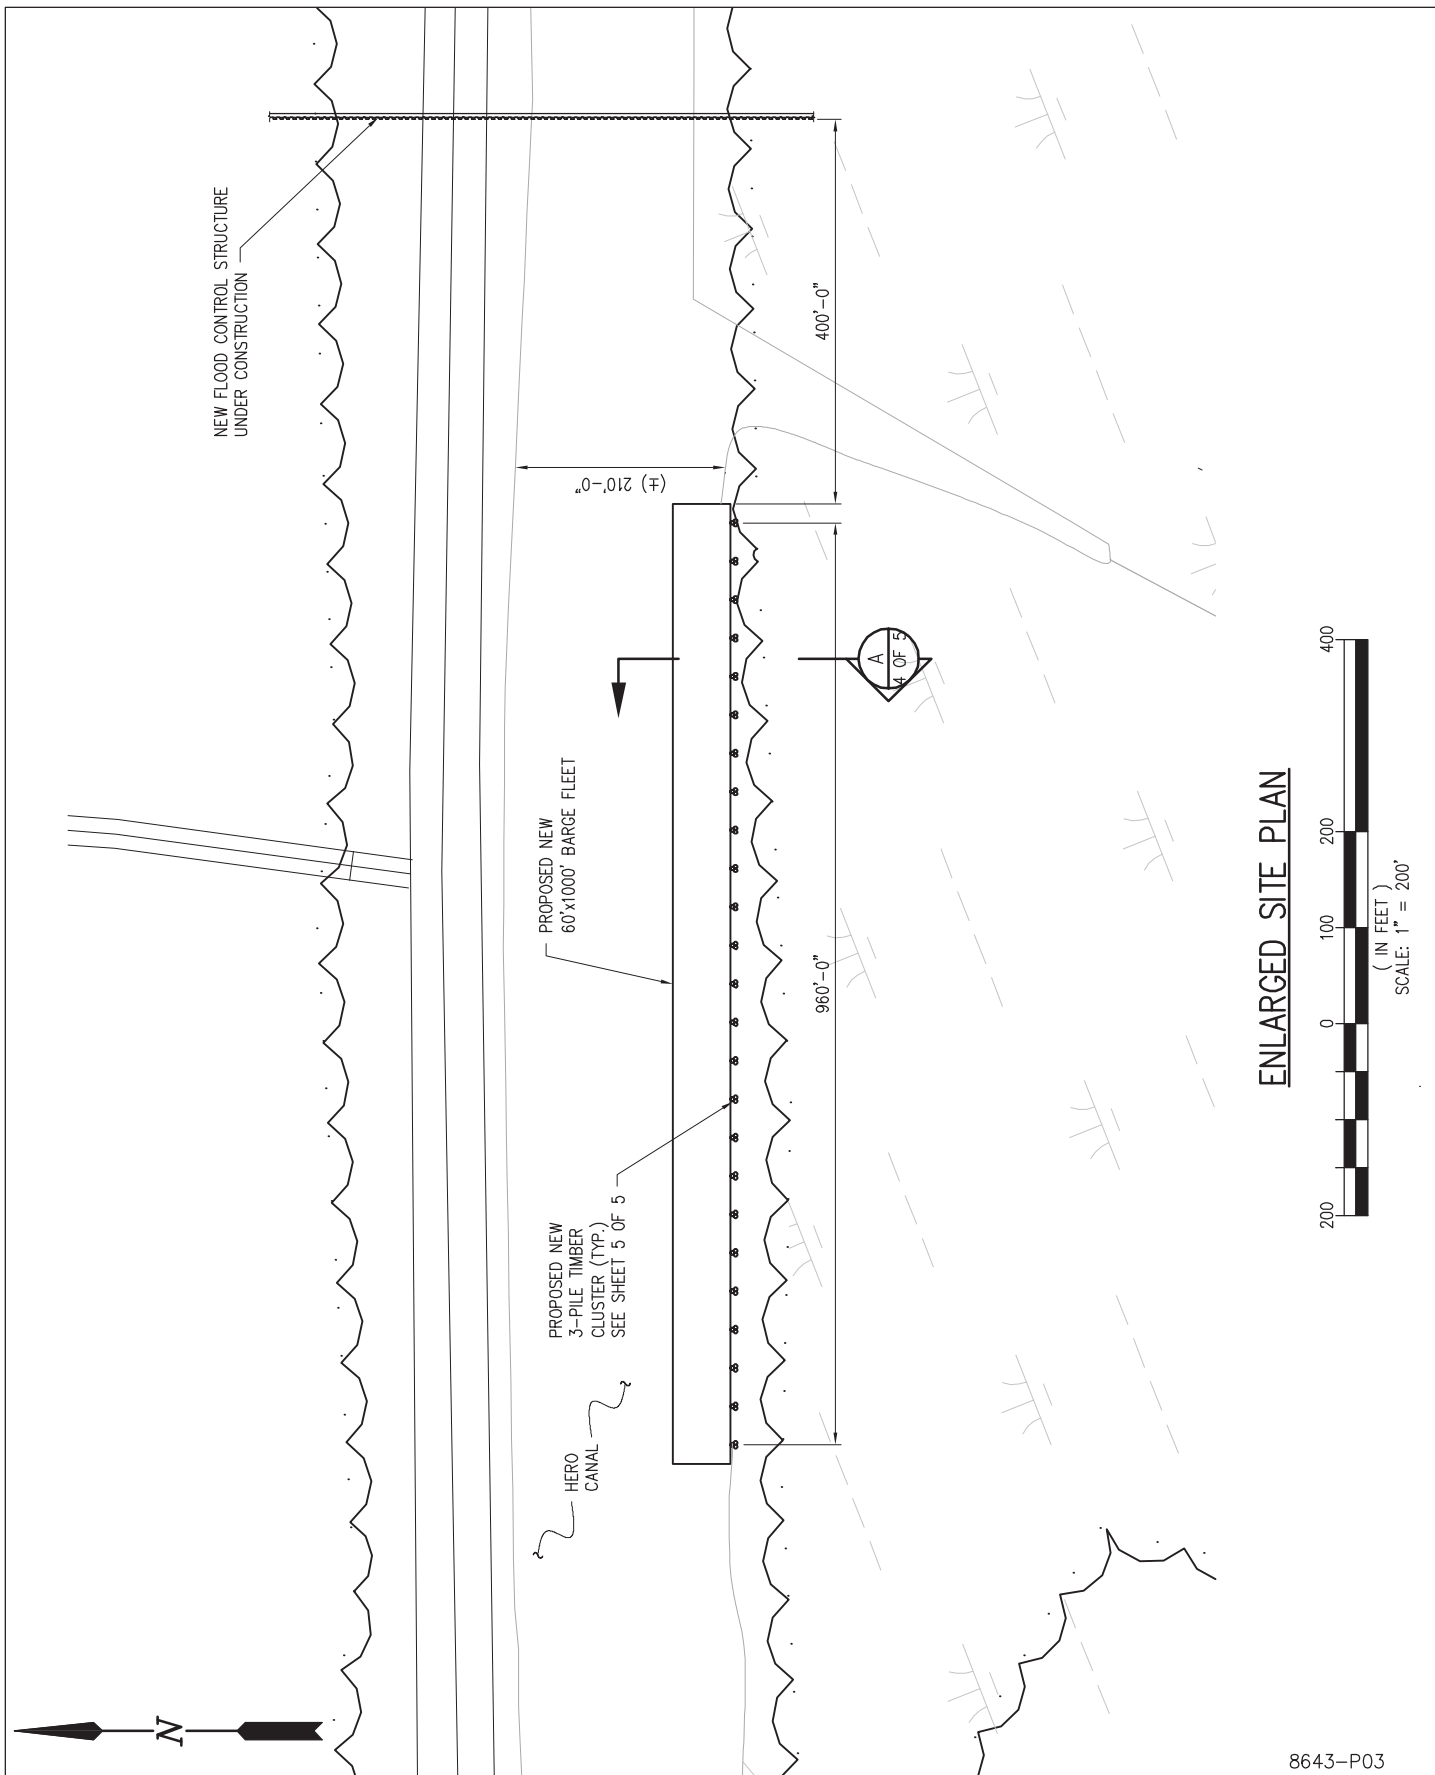 NEW FLOOD CONTROL STRUCTURE
UNDER CONSTRUCTION
400'-0"
(±) 210'-0"
A
4 OF 5
PROPOSED NEW
60'x1000' BARGE FLEET
960'-0"
PROPOSED NEW
3-PILE TIMBER
CLUSTER (TYP.)
SEE SHEET 5 OF 5
HERO
CANAL
N
ENLARGED SITE PLAN
200 0 100 200 400
( IN FEET )
SCALE: 1" = 200'
8643-P03